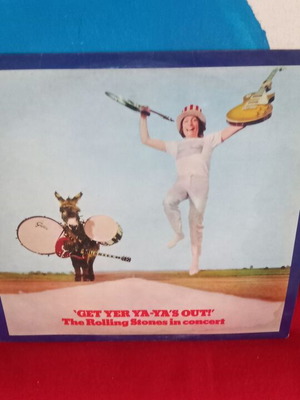 'GET YER YA-YA'S OUT!'
The Rolling Stones in concert